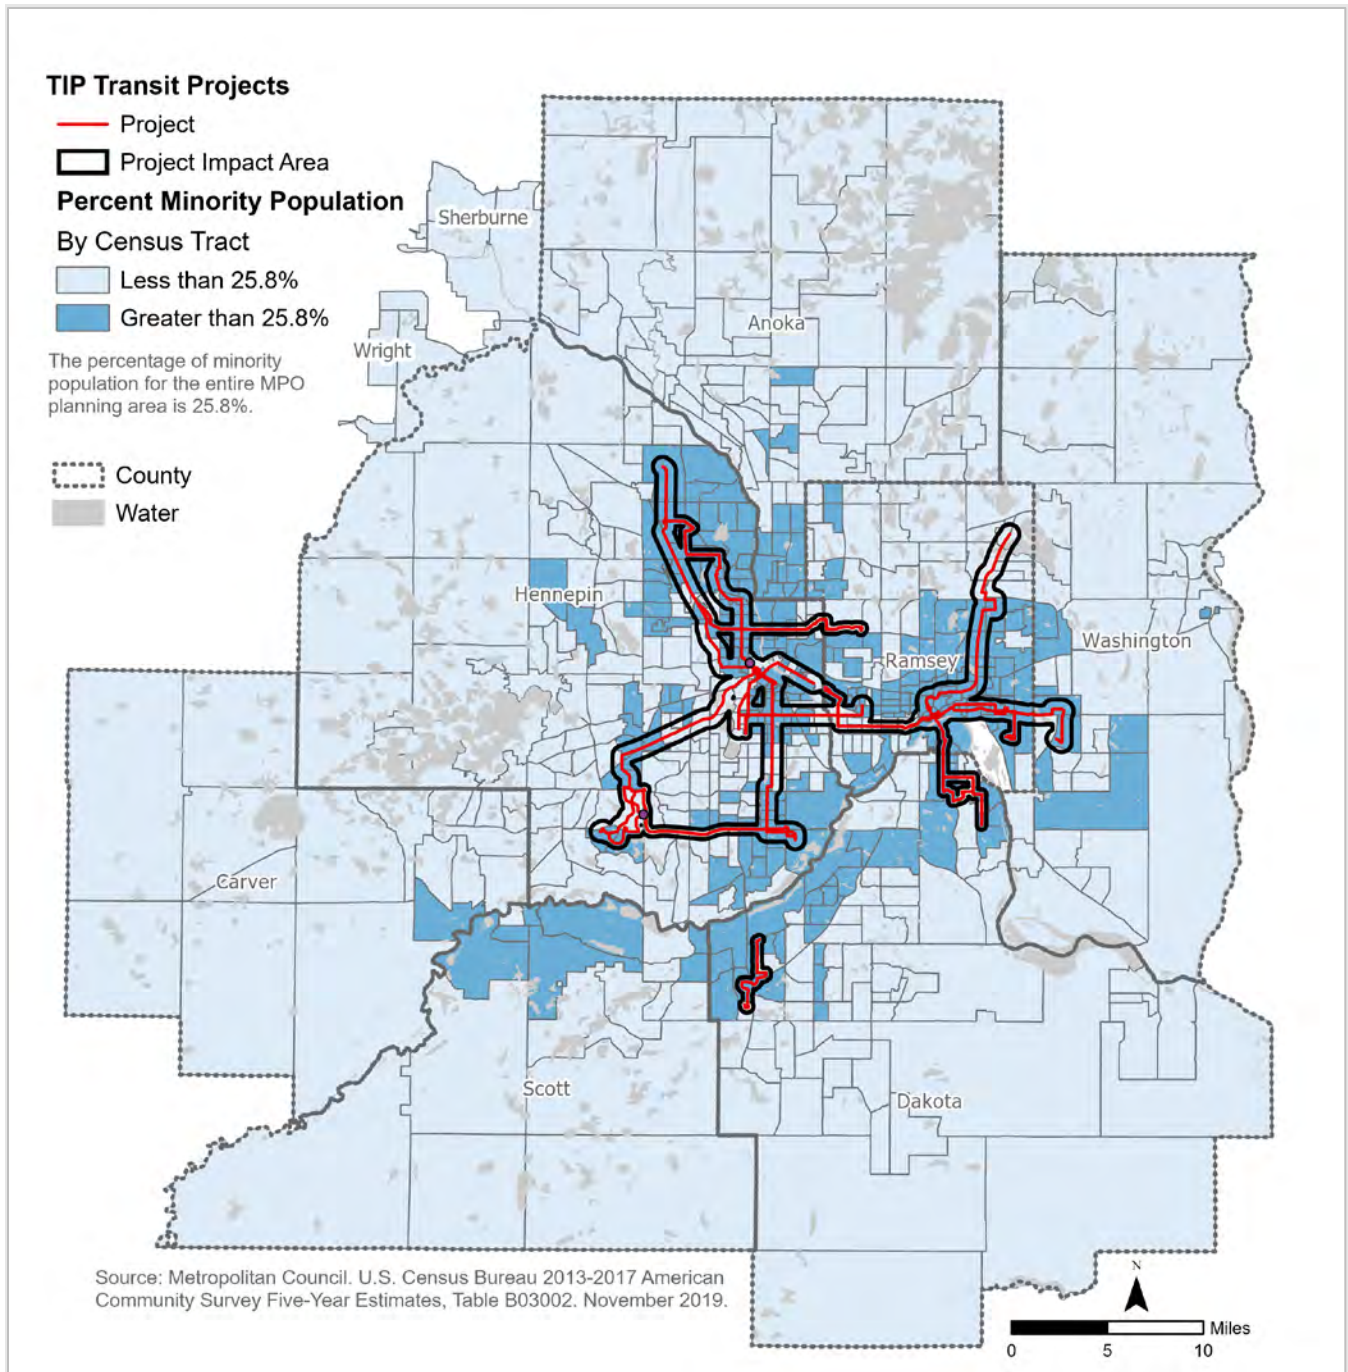 TIP Transit Projects
Project
Project Impact Area
Percent Minority Population
By Census Tract
Less than 25.8%
Greater than 25.8%
The percentage of minority
population for the entire MPO
planning area is 25.8%.
County
Water
Sherburne
Anoka
Wright
Hennepin
Washington
Ramsey
Carver
Scott
Dakota
Source: Metropolitan Council. U.S. Census Bureau 2013-2017 American
Community Survey Five-Year Estimates, Table B03002. November 2019.
N
Miles
0 5 10